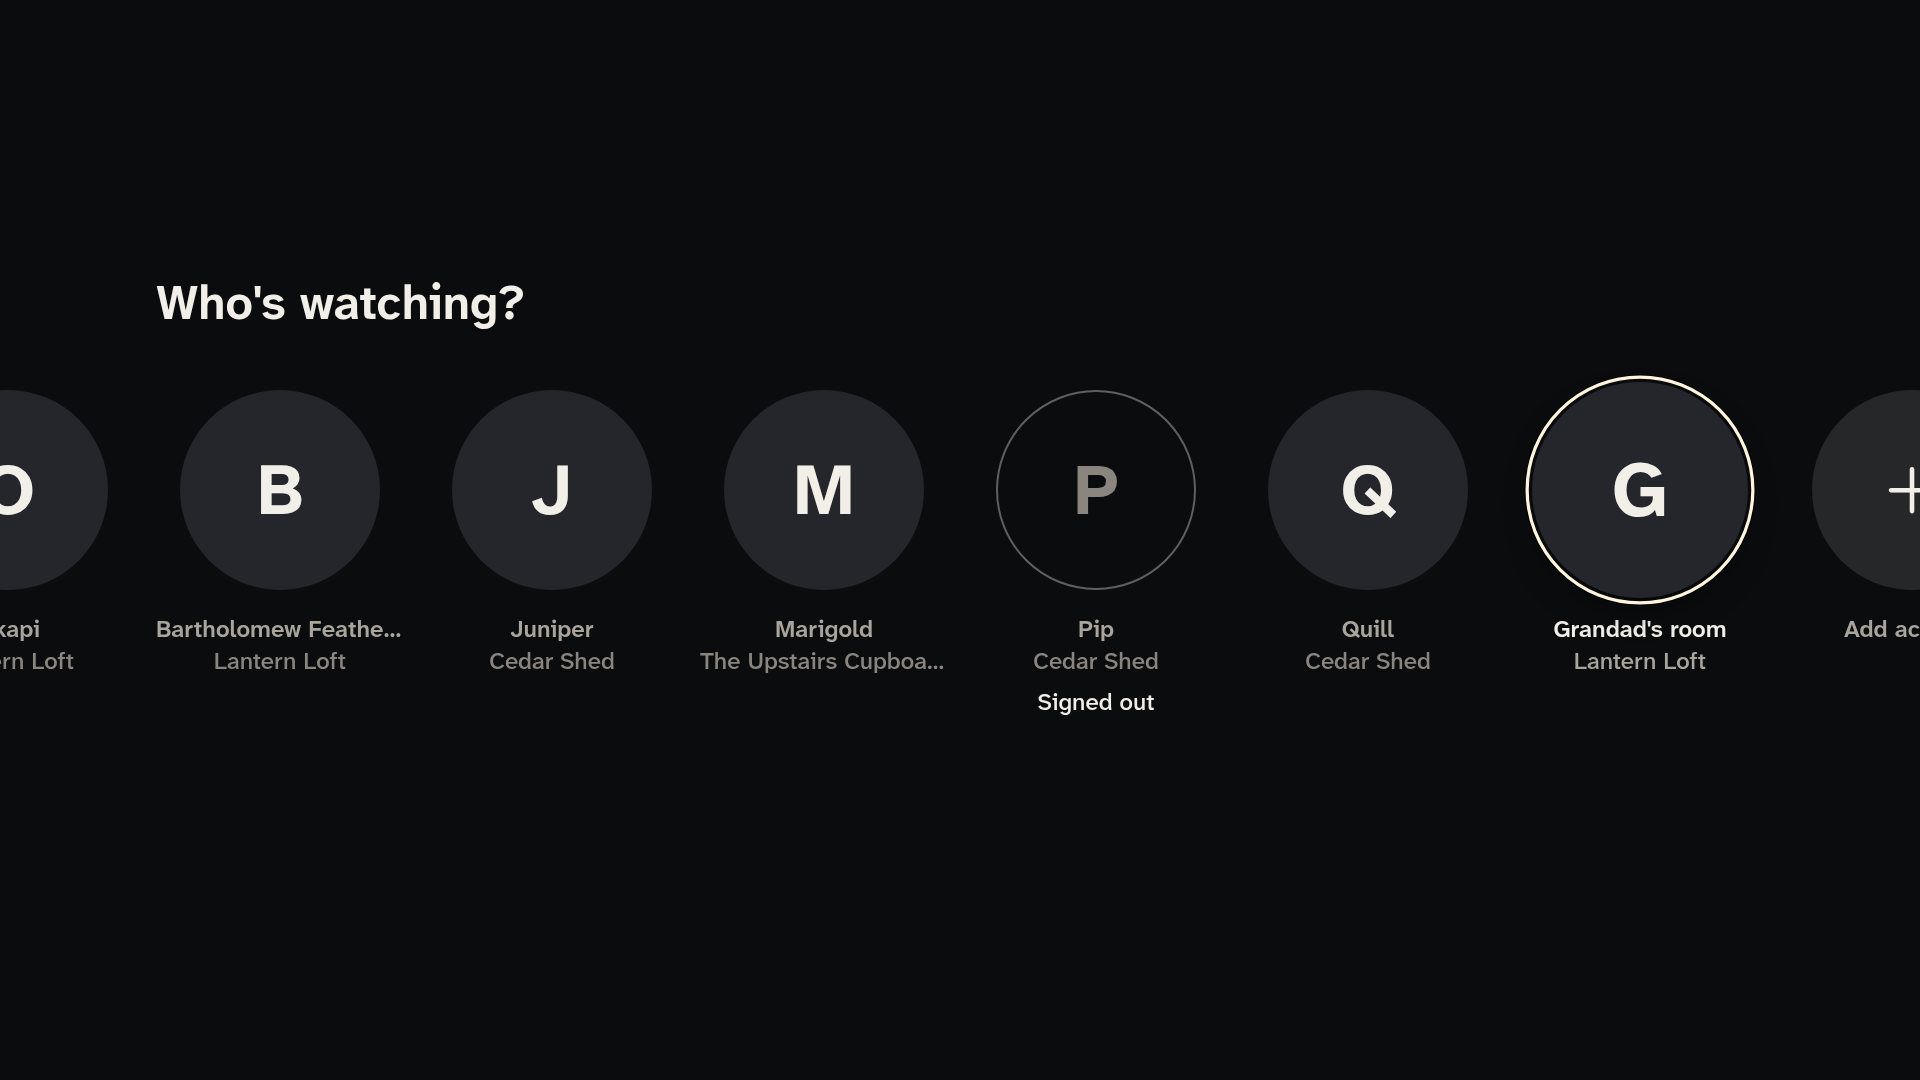 Who's watching?
O
B
J
M
P
Q
G
kapi
Bartholomew Feathe...
Juniper
Marigold
Pip
Quill
Grandad's room
Add ac
rn Loft
Lantern Loft
Cedar Shed
The Upstairs Cupboa...
Cedar Shed
Cedar Shed
Lantern Loft
Signed out